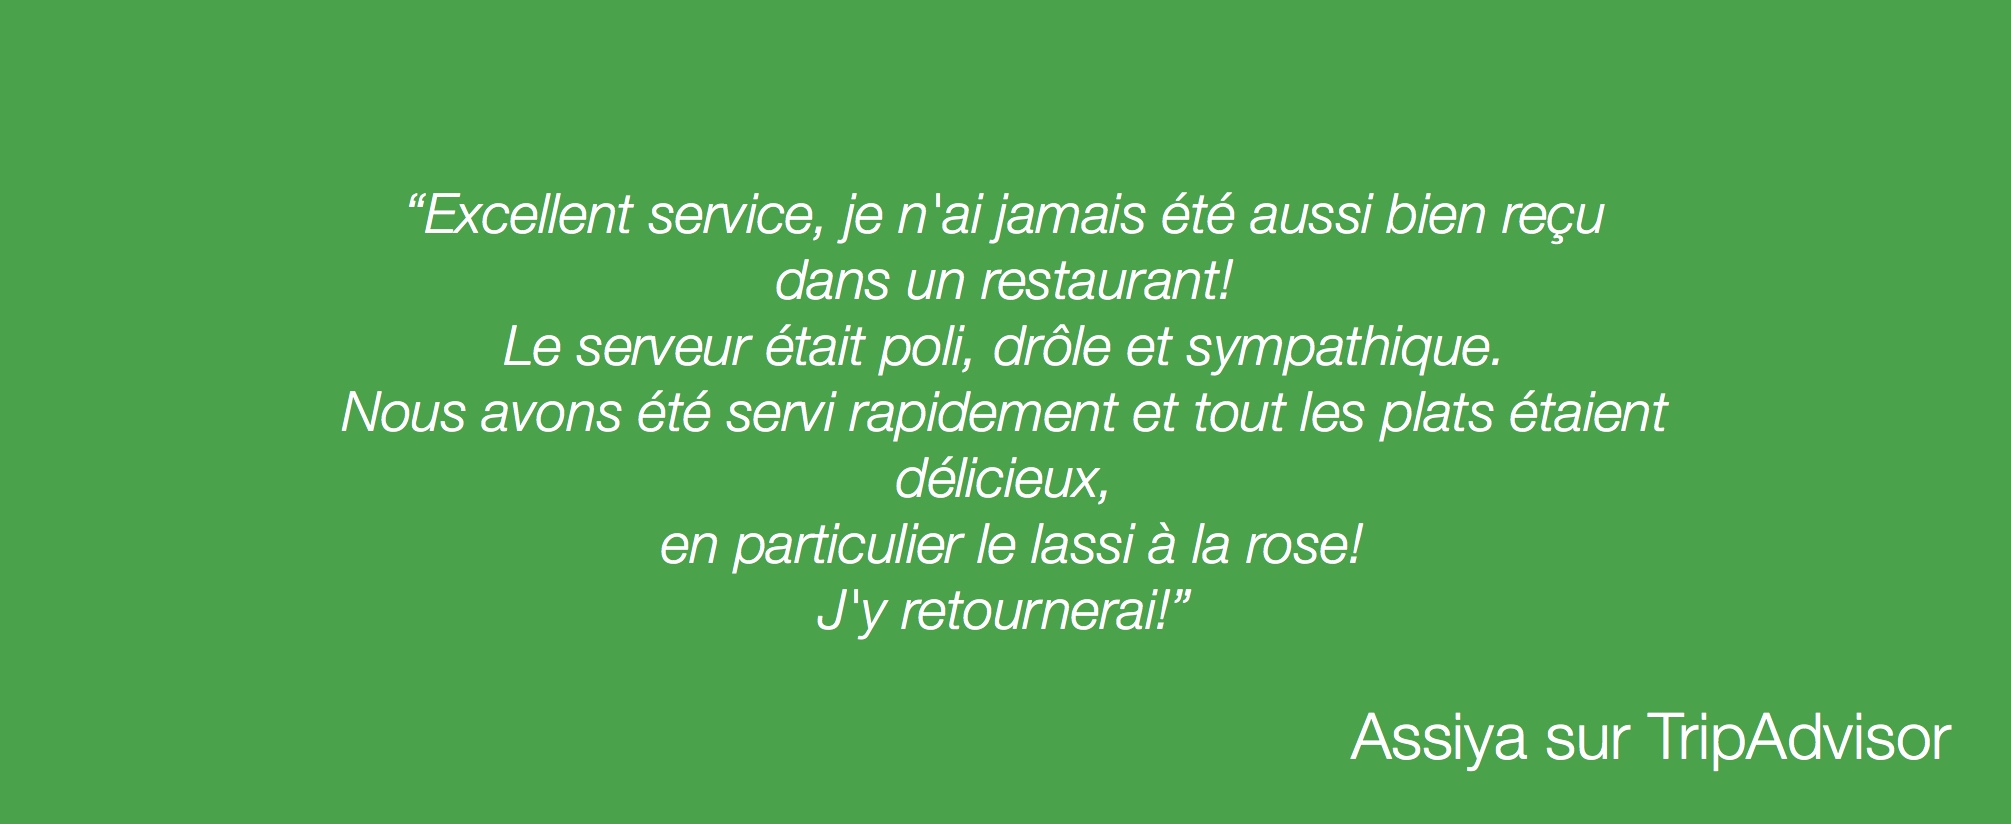 “Excellent service, je n'ai jamais été aussi bien reçu
dans un restaurant!
Le serveur était poli, drôle et sympathique.
Nous avons été servi rapidement et tout les plats étaient
délicieux,
en particulier le lassi à la rose!
J'y retournerai!”
Assiya sur TripAdvisor